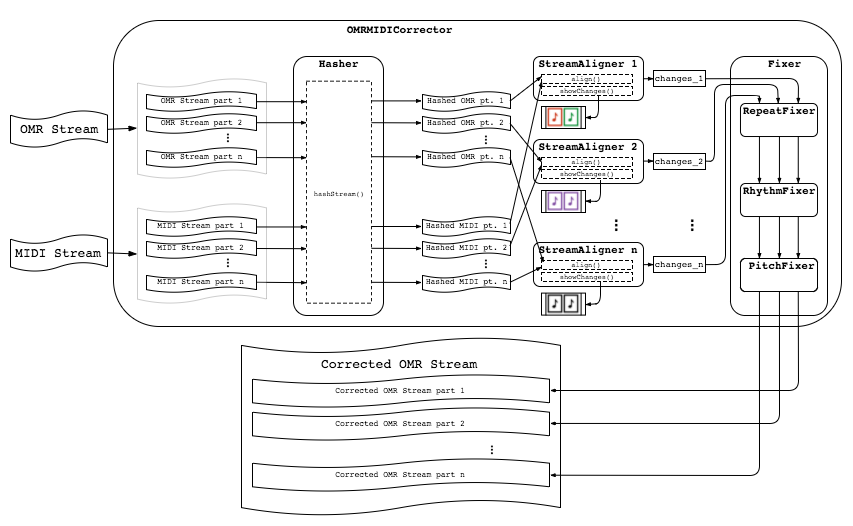 OMRMIDICorrector
OMR Stream
MIDI Stream
OMR Stream part 1
OMR Stream part 2
OMR Stream part n
MIDI Stream part 1
MIDI Stream part 2
MIDI Stream part n
Hasher
hashStream()
Hashed OMR pt. 1
Hashed OMR pt. 2
Hashed OMR pt. n
Hashed MIDI pt. 1
Hashed MIDI pt. 2
Hashed MIDI pt. n
StreamAligner 1
align()
showChanges()
StreamAligner 2
align()
showChanges()
StreamAligner n
align()
showChanges()
changes_1
changes_2
changes_n
Fixer
RepeatFixer
RhythmFixer
PitchFixer
Corrected OMR Stream
Corrected OMR Stream part 1
Corrected OMR Stream part 2
Corrected OMR Stream part n